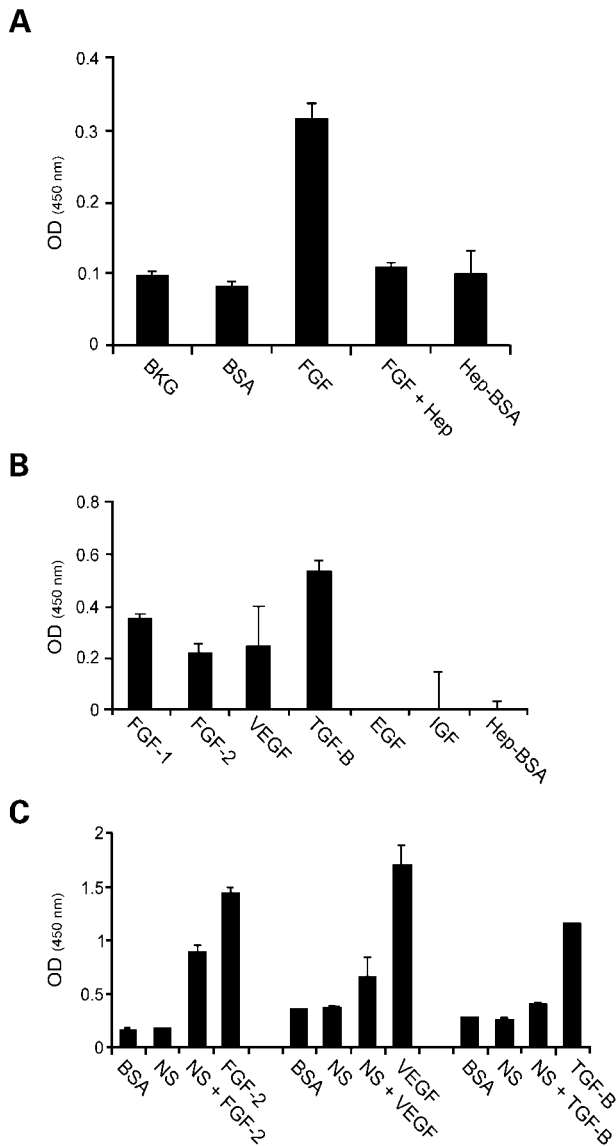 A
0.4
0.3
0.2
0.1
0
OD (450 nm)
BKG
BSA
FGF
FGF + Hep
Hep-BSA
B
0.8
0.6
0.4
0.2
0
OD (450 nm)
FGF-1
FGF-2
VEGF
TGF-B
EGF
IGF
Hep-BSA
C
2
1.5
1
0.5
0
OD (450 nm)
BSA
NS
NS + FGF-2
FGF-2
BSA
NS
NS + VEGF
VEGF
BSA
NS
NS + TGF-B
TGF-B